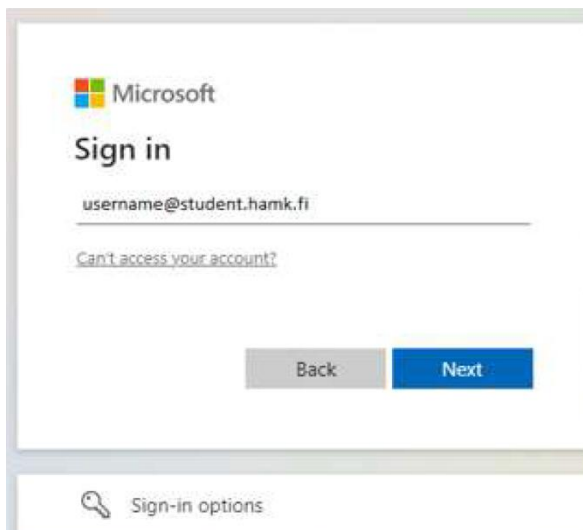 Microsoft
Sign in
username@student.hamk.fi
Can't access your account?
Back
Next
Sign-in options